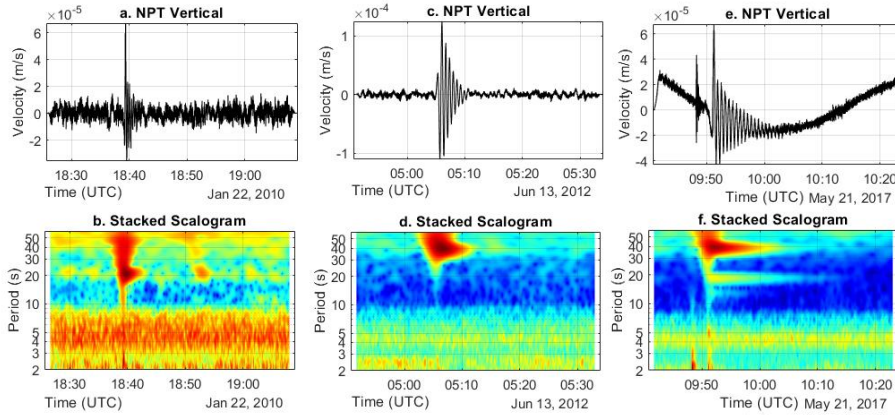 a. NPT Vertical
×10⁻⁵
Velocity (m/s)
6
4
2
0
-2
18:30 18:40 18:50 19:00
Time (UTC) Jan 22, 2010
c. NPT Vertical
×10⁻⁴
Velocity (m/s)
1
0
-1
05:00 05:10 05:20 05:30
Time (UTC) Jun 13, 2012
e. NPT Vertical
×10⁻⁵
Velocity (m/s)
6
4
2
0
-2
-4
09:50 10:00 10:10 10:20
Time (UTC) May 21, 2017
b. Stacked Scalogram
Period (s)
50
40
30
20
10
5
4
3
2
18:30 18:40 18:50 19:00
Time (UTC) Jan 22, 2010
d. Stacked Scalogram
Period (s)
50
40
30
20
10
5
4
3
2
05:00 05:10 05:20 05:30
Time (UTC) Jun 13, 2012
f. Stacked Scalogram
Period (s)
50
40
30
20
10
5
4
3
2
09:50 10:00 10:10 10:20
Time (UTC) May 21, 2017